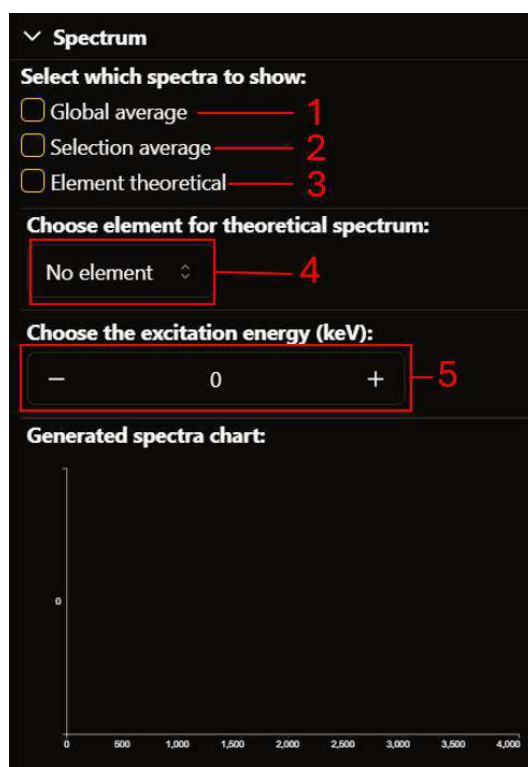 Spectrum
Select which spectra to show:
Global average 1
Selection average 2
Element theoretical 3
Choose element for theoretical spectrum:
No element 4
Choose the excitation energy (keV):
− 0 + 5
Generated spectra chart:
0
0 500 1,000 1,500 2,000 2,500 3,000 3,500 4,000